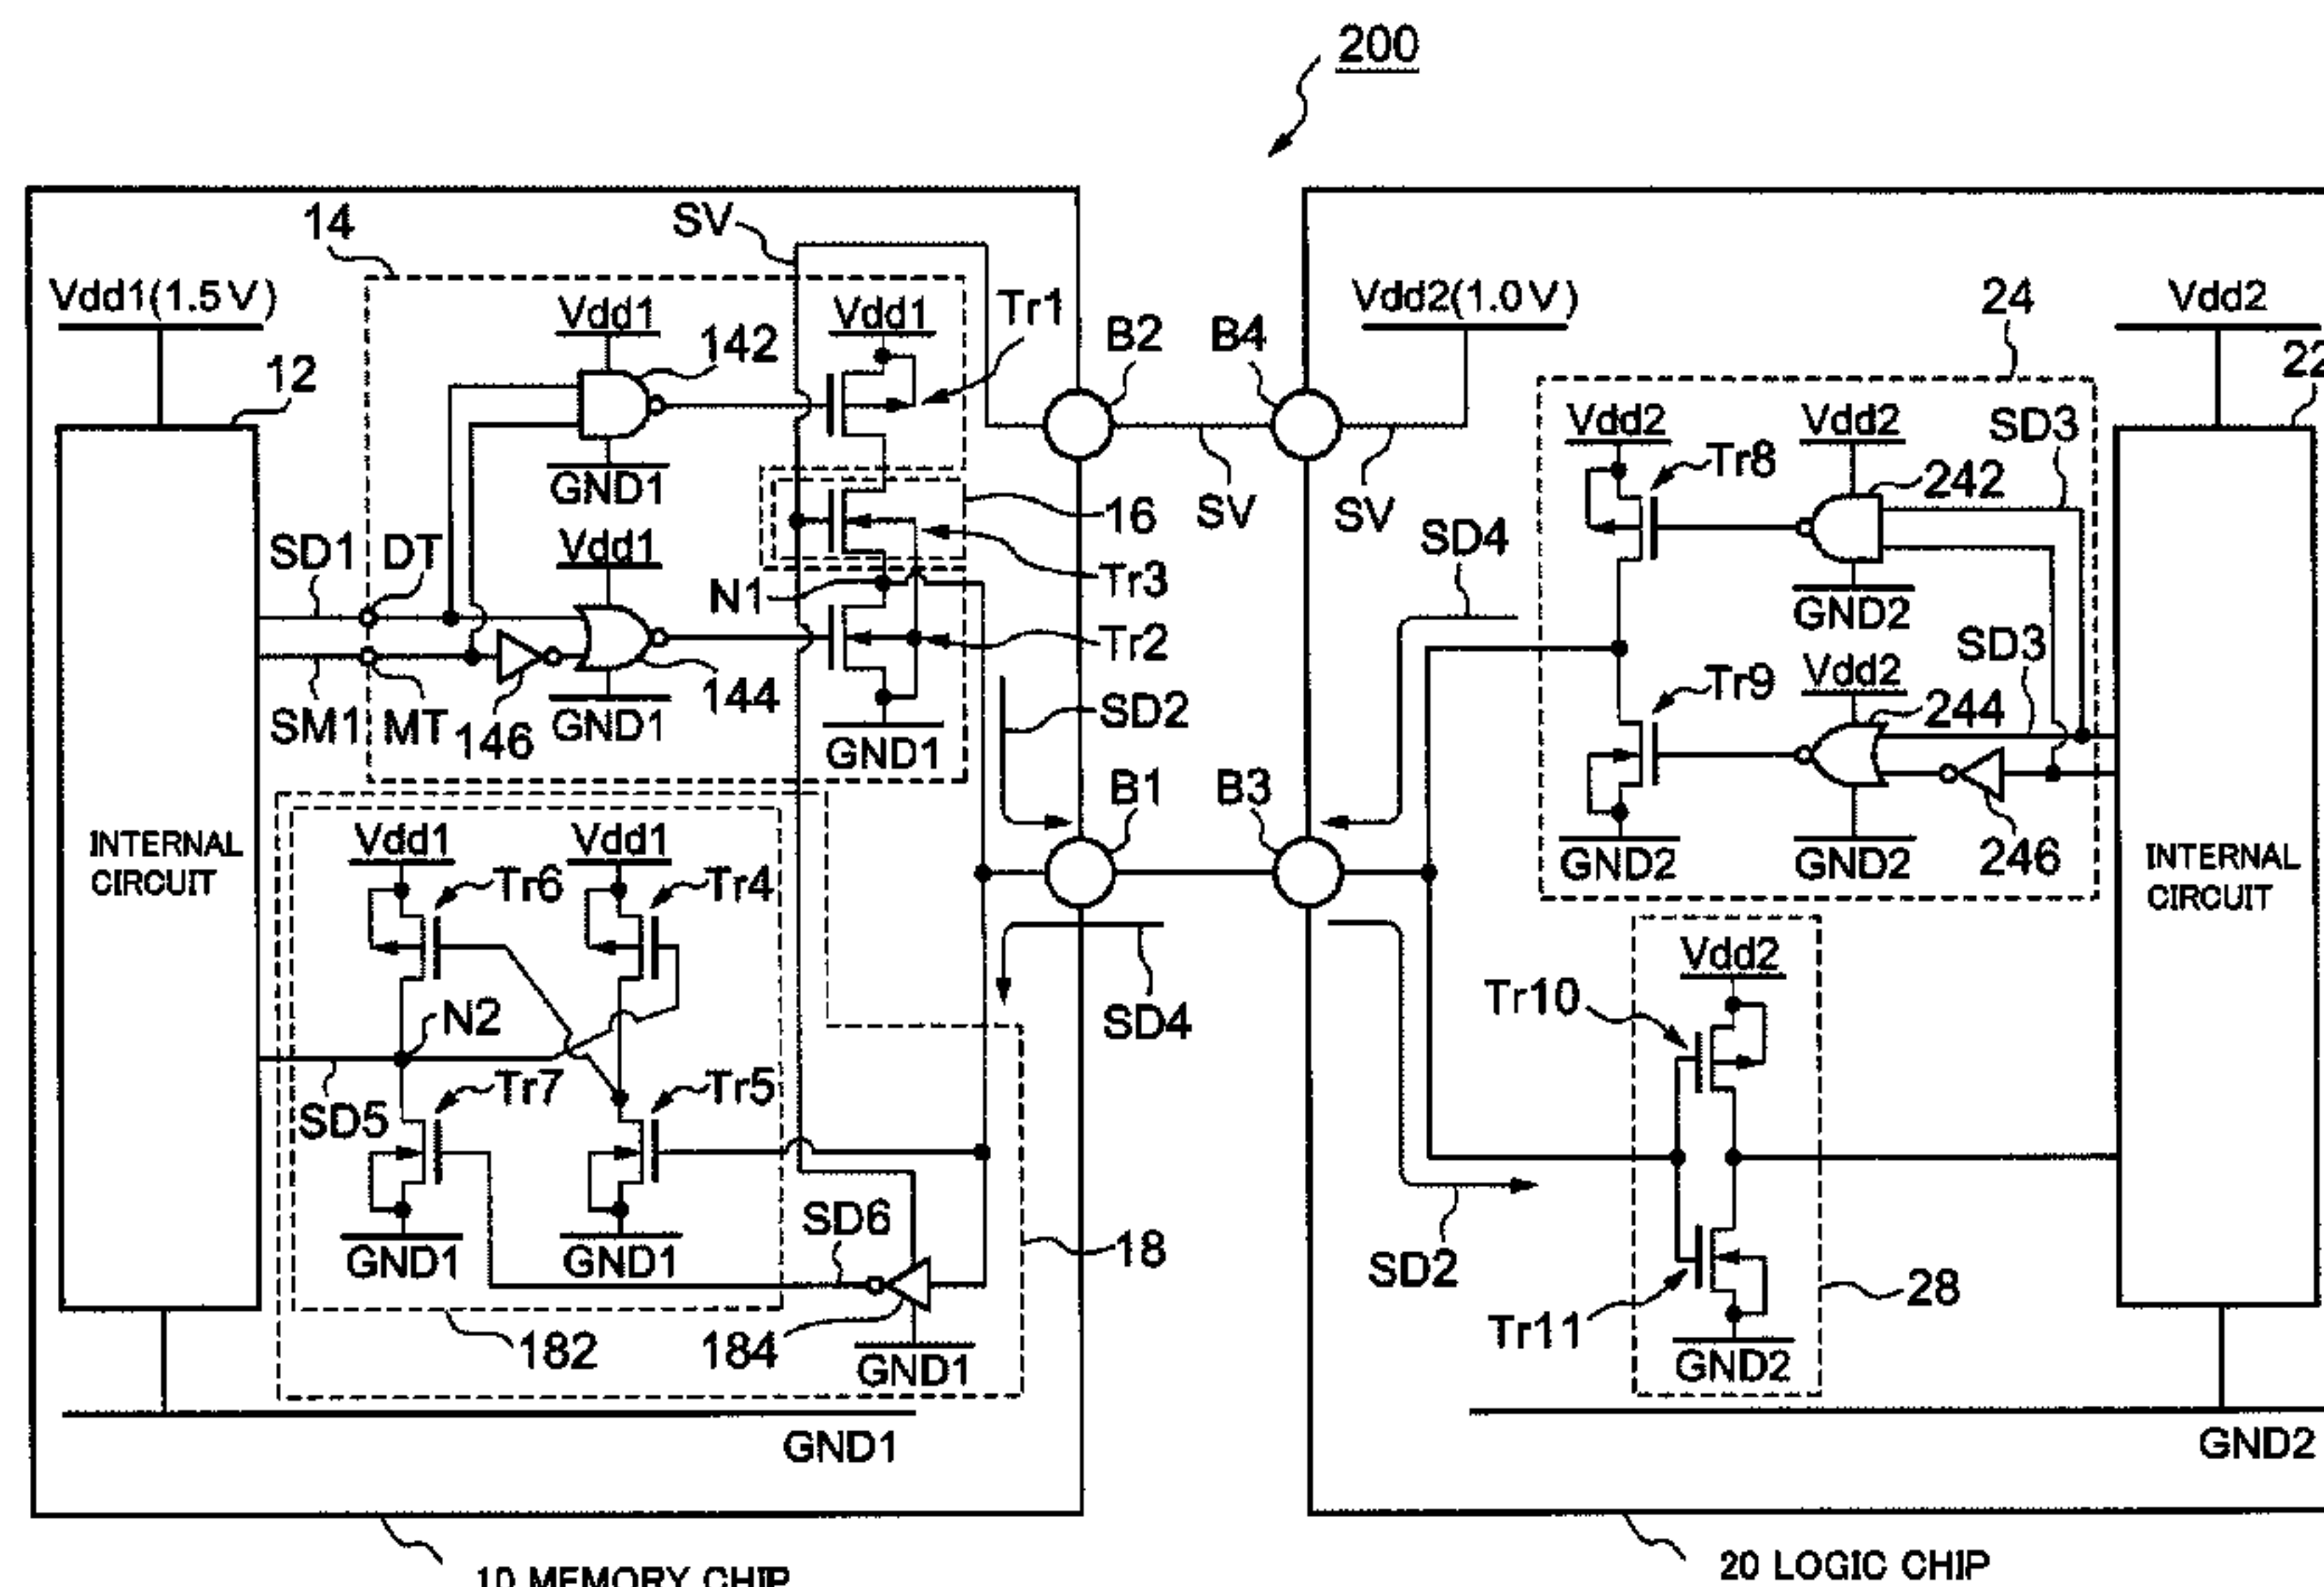 200
14
SV
Vdd1(1.5V)
Vdd1
142
Vdd1
Tr1
B2
B4
Vdd2(1.0V)
24
Vdd2
12
22
Vdd2
Vdd2
SD3
Tr8
242
GND1
16
SV
SV
SD1
DT
Vdd1
SD4
N1
Tr3
GND2
Tr2
SD3
SM1
MT
146
GND1
144
Tr9
Vdd2
244
SD2
GND1
B1
B3
INTERNAL
CIRCUIT
Vdd1
Vdd1
GND2
GND2
246
INTERNAL
CIRCUIT
Tr6
Tr4
Vdd2
Tr10
N2
SD4
Tr7
Tr5
SD5
SD6
GND1
GND1
18
SD2
28
182
184
Tr11
GND1
GND2
GND1
GND2
10 MEMORY CHIP
20 LOGIC CHIP